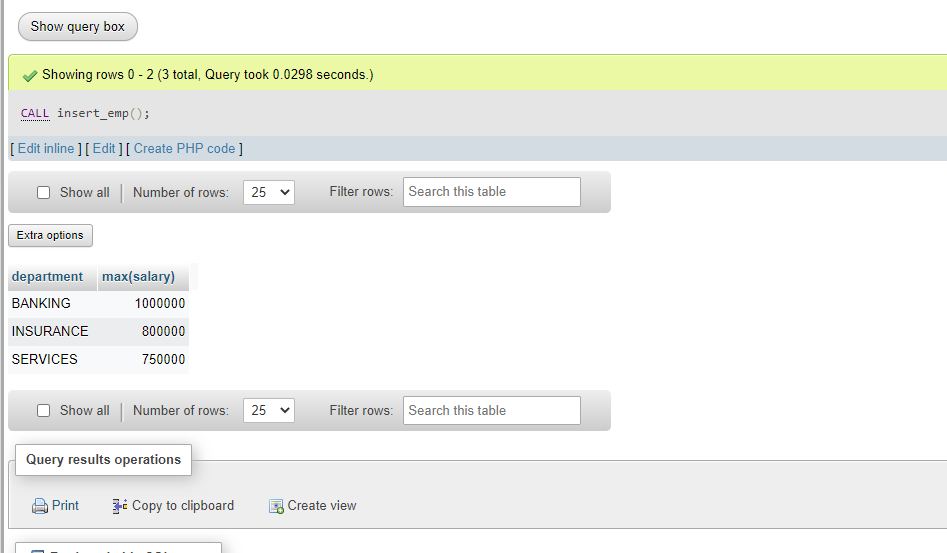 Show query box
Showing rows 0 - 2 (3 total, Query took 0.0298 seconds.)
CALL insert_emp();
[ Edit inline ] [ Edit ] [ Create PHP code ]
Show all | Number of rows: 25 Filter rows: Search this table
Extra options
department max(salary)
BANKING 1000000
INSURANCE 800000
SERVICES 750000
Show all | Number of rows: 25 Filter rows: Search this table
Query results operations
Print Copy to clipboard Create view